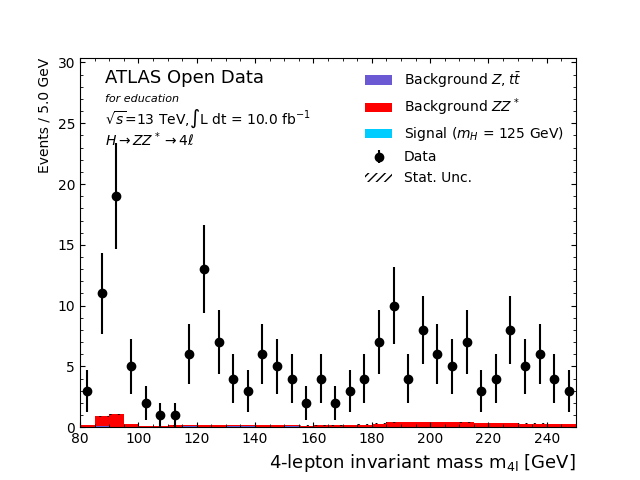 ATLAS Open Data
for education
√s=13 TeV,∫L dt = 10.0 fb⁻¹
H→ZZ*→4ℓ
Background Z, tt̄
Background ZZ*
Signal (m_H = 125 GeV)
Data
Stat. Unc.
Events / 5.0 GeV
30
25
20
15
10
5
0
80 100 120 140 160 180 200 220 240
4-lepton invariant mass m₄ₗ [GeV]